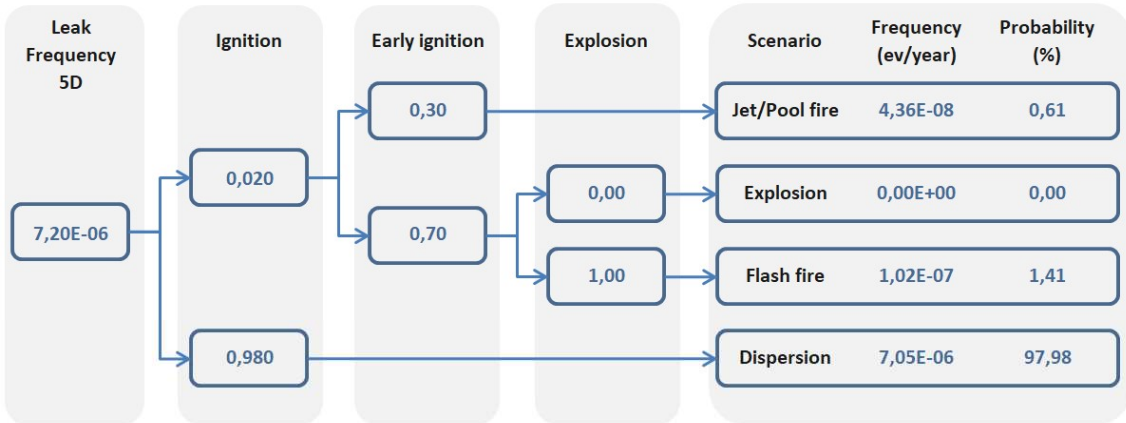 Leak
Frequency
5D
Ignition
Early ignition
Explosion
Scenario
Frequency
(ev/year)
Probability
(%)
7,20E-06
0,020
0,980
0,30
0,70
0,00
1,00
Jet/Pool fire 4,36E-08 0,61
Explosion 0,00E+00 0,00
Flash fire 1,02E-07 1,41
Dispersion 7,05E-06 97,98